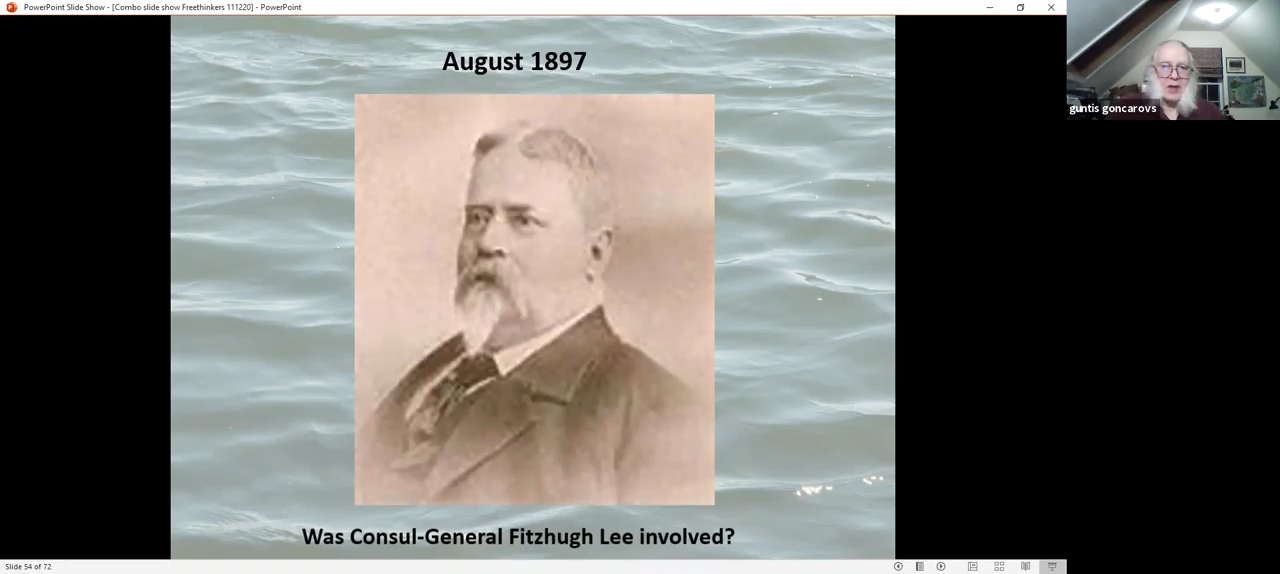 PowerPoint Slide Show - [Combo slide show Freethinkers 111220] - PowerPoint
August 1897
guntis goncarovs
Was Consul-General Fitzhugh Lee involved?
Slide 54 of 72